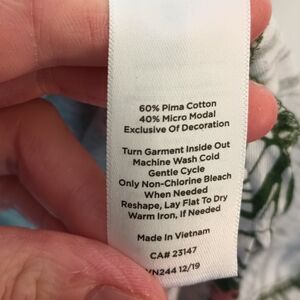 60% Pima Cotton
40% Micro Modal
Exclusive Of Decoration
Turn Garment Inside Out
Machine Wash Cold
Gentle Cycle
Only Non-Chlorine Bleach
When Needed
Reshape, Lay Flat To Dry
Warm Iron, If Needed
Made In Vietnam
CA# 23147
VN244 12/19